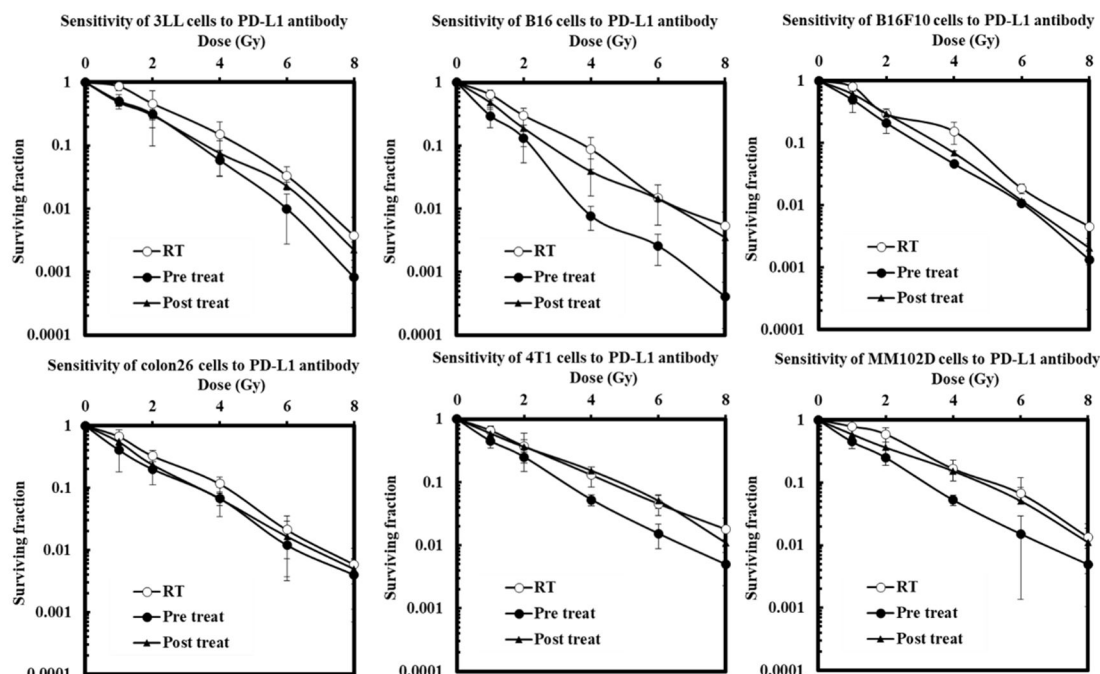 Sensitivity of 3LL cells to PD-L1 antibody
Dose (Gy)
0 2 4 6 8
1
0.1
0.01
0.001
0.0001
Surviving fraction
RT
Pre treat
Post treat
Sensitivity of B16 cells to PD-L1 antibody
Dose (Gy)
0 2 4 6 8
1
0.1
0.01
0.001
0.0001
Surviving fraction
RT
Pre treat
Post treat
Sensitivity of B16F10 cells to PD-L1 antibody
Dose (Gy)
0 2 4 6 8
1
0.1
0.01
0.001
0.0001
Surviving fraction
RT
Pre treat
Post treat
Sensitivity of colon26 cells to PD-L1 antibody
Dose (Gy)
0 2 4 6 8
1
0.1
0.01
0.001
0.0001
Surviving fraction
RT
Pre treat
Post treat
Sensitivity of 4T1 cells to PD-L1 antibody
Dose (Gy)
0 2 4 6 8
1
0.1
0.01
0.001
0.0001
Surviving fraction
RT
Pre treat
Post treat
Sensitivity of MM102D cells to PD-L1 antibody
Dose (Gy)
0 2 4 6 8
1
0.1
0.01
0.001
0.0001
Surviving fraction
RT
Pre treat
Post treat